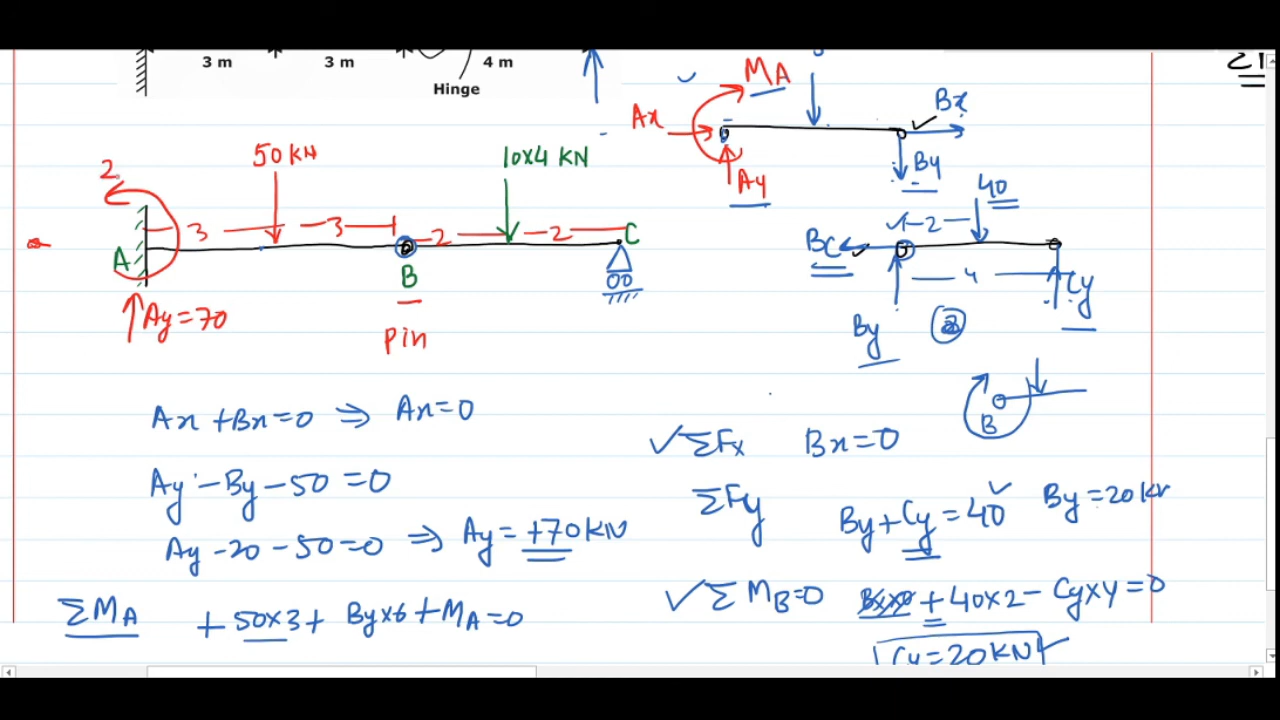 3 m 3 m 4 m
Hinge
MA
Ax
Bx
Ay
By
50 KN
10x4 KN
2
3 3 2 2
A
B
C
Ay = 70
Pin
40
2
BC
4
By
Cy
B
Ax + Bx = 0 ⇒ Ax = 0
Ay - By - 50 = 0
Ay - 20 - 50 = 0 ⇒ Ay = +70 KN
ΣMA + 50x3 + Byx6 + MA = 0
✓ ΣFx Bx = 0
ΣFy By + Cy = 40 ✓ By = 20 KN
✓ ΣMB = 0 + 40x2 - Cyx4 = 0
Cy = 20 KN